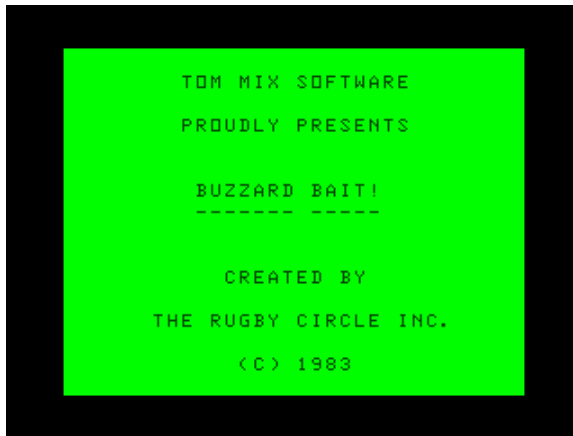 TOM MIX SOFTWARE
PROUDLY PRESENTS
BUZZARD BAIT!
------- -----
CREATED BY
THE RUGBY CIRCLE INC.
(C) 1983